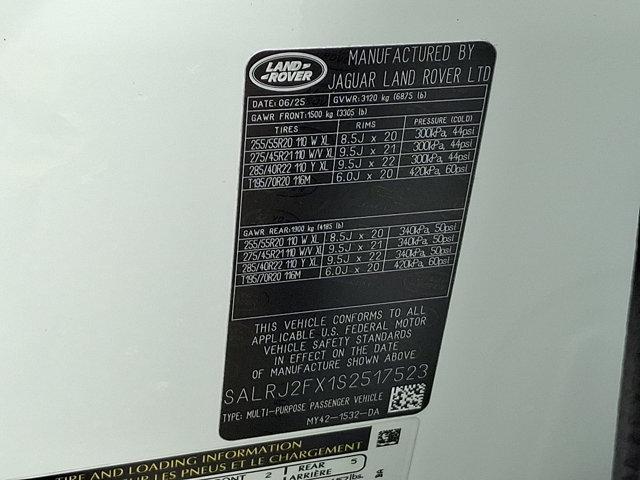 LAND ROVER
MANUFACTURED BY
JAGUAR LAND ROVER LTD
DATE: 06/25 GVWR: 3120 kg (6875 lb)
GAWR FRONT: 1500 kg (3305 lb)
TIRES RIMS PRESSURE (COLD)
255/55R20 110 W XL 8.5J x 20 300kPa, 44psi
275/45R21 110 W/V XL 9.5J x 21 300kPa, 44psi
285/40R22 110 Y XL 9.5J x 22 300kPa, 44psi
T195/70R20 116M 6.0J x 20 420kPa, 60psi
GAWR REAR: 1900 kg (4185 lb)
255/55R20 110 W XL 8.5J x 20 340kPa, 50psi
275/45R21 110 W/V XL 9.5J x 21 340kPa, 50psi
285/40R22 110 Y XL 9.5J x 22 340kPa, 50psi
T195/70R20 116M 6.0J x 20 420kPa, 60psi
THIS VEHICLE CONFORMS TO ALL
APPLICABLE U.S. FEDERAL MOTOR
VEHICLE SAFETY STANDARDS
IN EFFECT ON THE DATE
OF MANUFACTURE SHOWN ABOVE
SALRJ2FX1S2517523
TYPE: MULTI-PURPOSE PASSENGER VEHICLE
MY42-1532-DA
TIRE AND LOADING INFORMATION
SUR LES PNEUS ET LE CHARGEMENT
FRONT 2 REAR 5
ARRIÈRE
lbs.